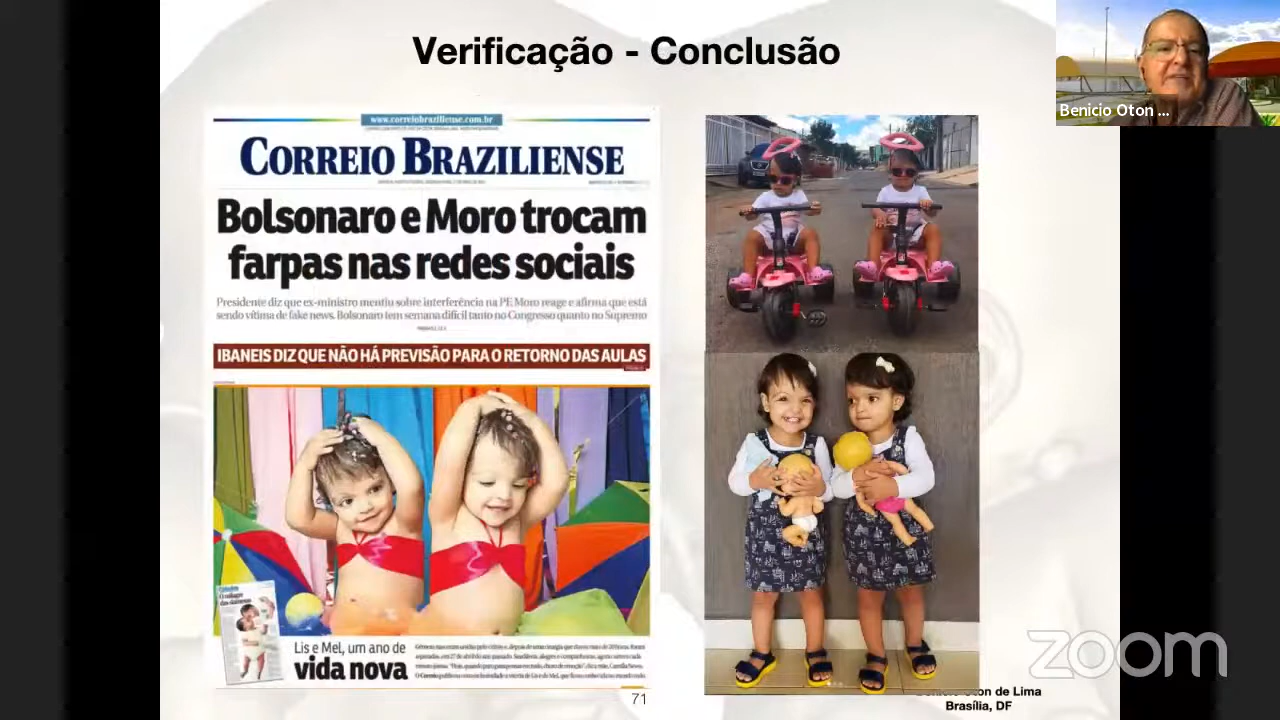 Verificação - Conclusão
Benicio Oton ...
www.correiobraziliense.com.br
CORREIO BRAZILIENSE
Bolsonaro e Moro trocam
farpas nas redes sociais
Presidente diz que ex-ministro mentiu sobre interferência na PF. Moro reage e afirma que está
sendo vítima de fake news. Bolsonaro tem semana difícil tanto no Congresso quanto no Supremo
IBANEIS DIZ QUE NÃO HÁ PREVISÃO PARA O RETORNO DAS AULAS
Lis e Mel, um ano de
vida nova
71
zoom
Benicio Oton de Lima
Brasília, DF